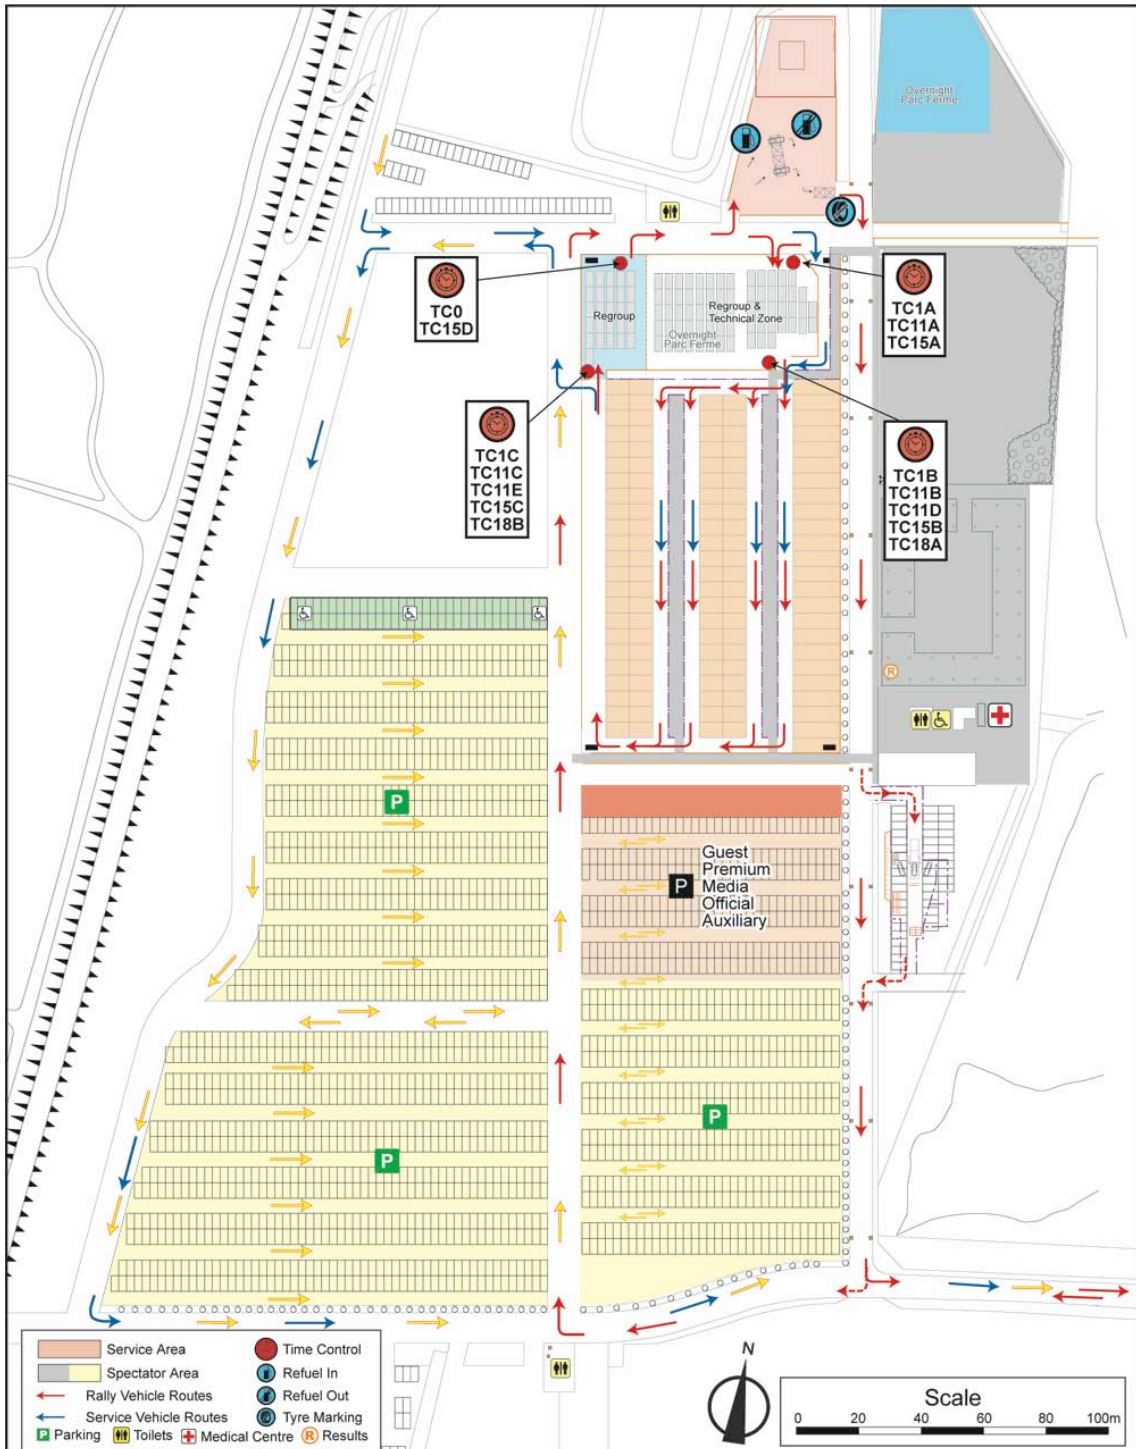 Overnight
Parc Ferme
TC0
TC15D
Regroup
Regroup &
Technical Zone
Overnight
Parc Ferme
TC1A
TC11A
TC15A
TC1C
TC11C
TC11E
TC15C
TC18B
TC1B
TC11B
TC11D
TC15B
TC18A
R
P
P
Guest
Premium
Media
Official
Auxiliary
P
P
Service Area
Spectator Area
Rally Vehicle Routes
Service Vehicle Routes
P Parking
Toilets
Medical Centre
R Results
Time Control
Refuel In
Refuel Out
Tyre Marking
N
Scale
0 20 40 60 80 100m